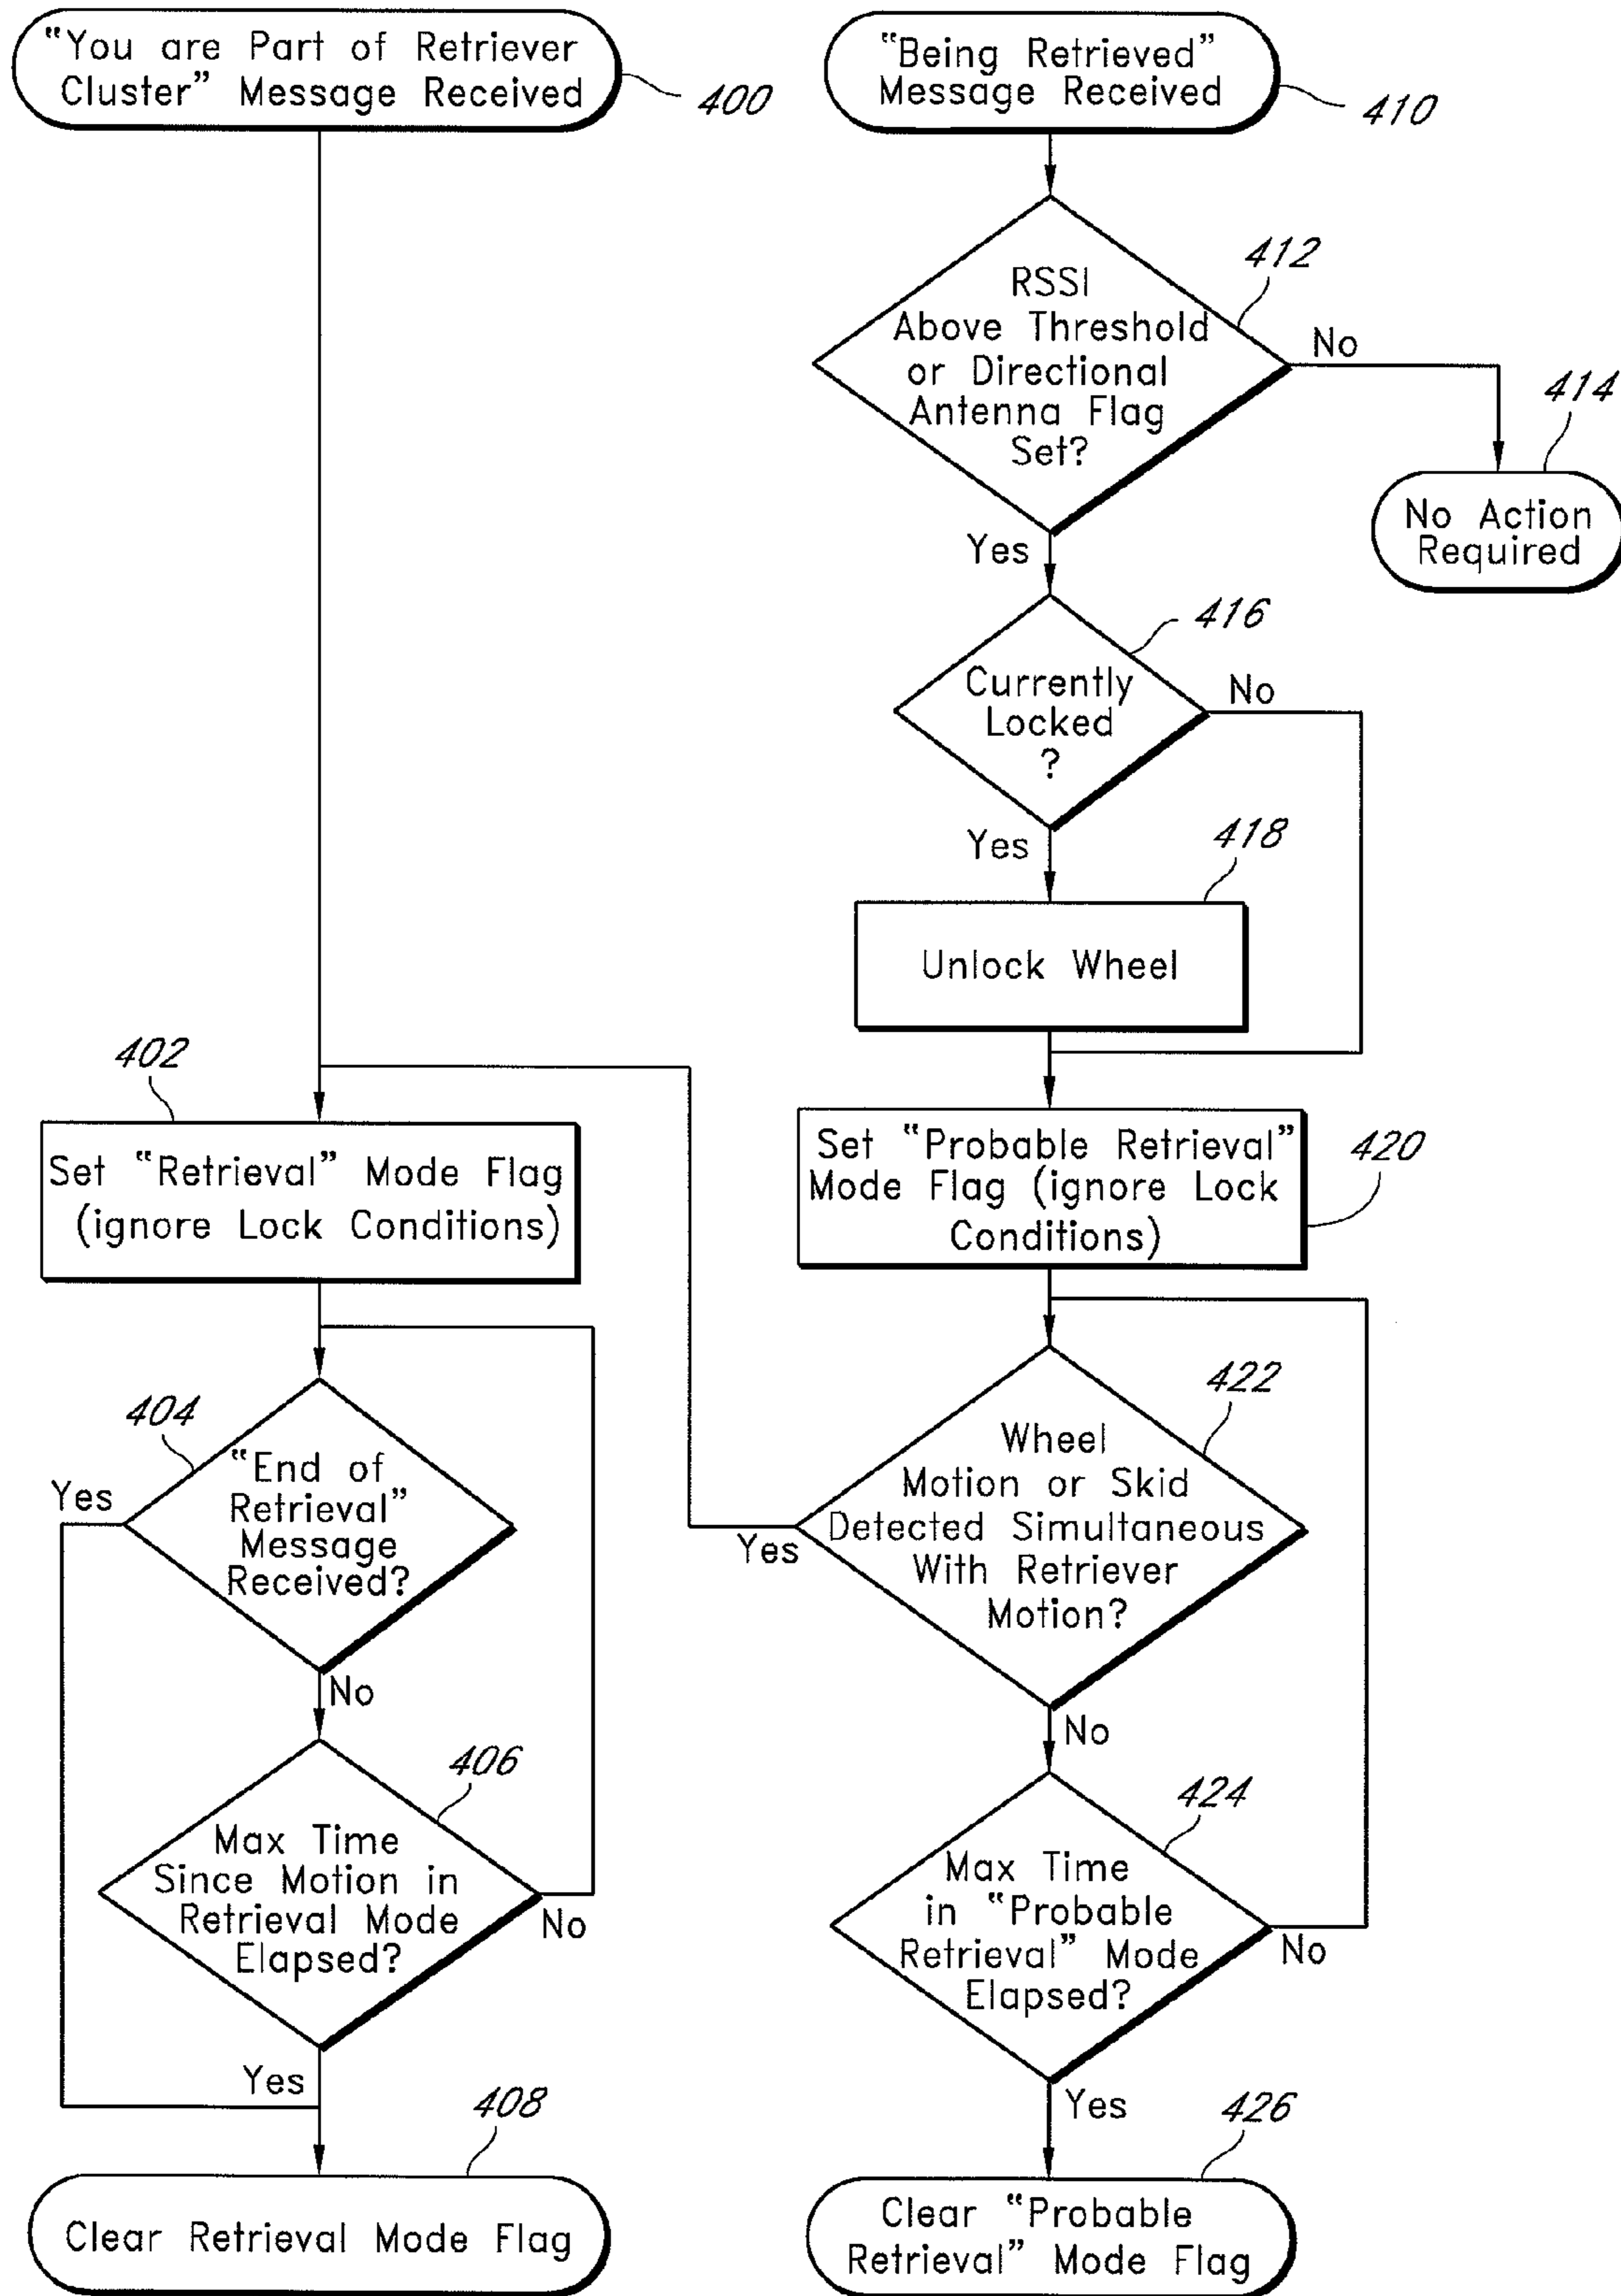 “You are Part of Retriever
Cluster” Message Received
400
“Being Retrieved”
Message Received
410
RSSI
Above Threshold
or Directional
Antenna Flag
Set?
412
No
414
No Action
Required
Yes
416
Currently
Locked
?
No
Yes
418
Unlock Wheel
402
Set “Retrieval” Mode Flag
(ignore Lock Conditions)
Set “Probable Retrieval”
Mode Flag (ignore Lock
Conditions)
420
404
“End of
Retrieval”
Message
Received?
Yes
No
422
Wheel
Motion or Skid
Detected Simultaneous
With Retriever
Motion?
Yes
No
406
Max Time
Since Motion in
Retrieval Mode
Elapsed?
No
Yes
424
Max Time
in “Probable
Retrieval” Mode
Elapsed?
No
Yes
408
Clear Retrieval Mode Flag
426
Clear “Probable
Retrieval” Mode Flag